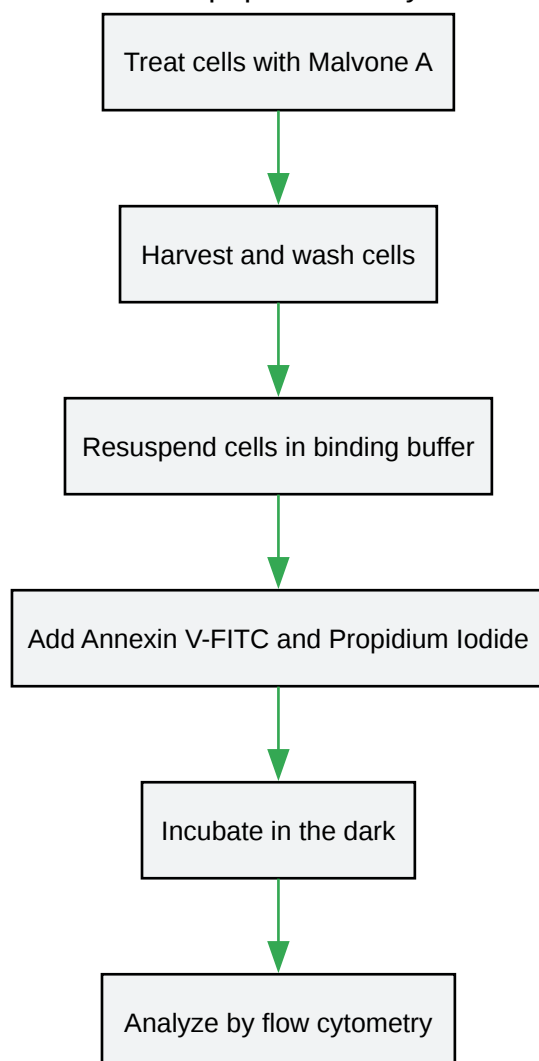 Treat cells with Malvone A
Harvest and wash cells
Resuspend cells in binding buffer
Add Annexin V-FITC and Propidium Iodide
Incubate in the dark
Analyze by flow cytometry